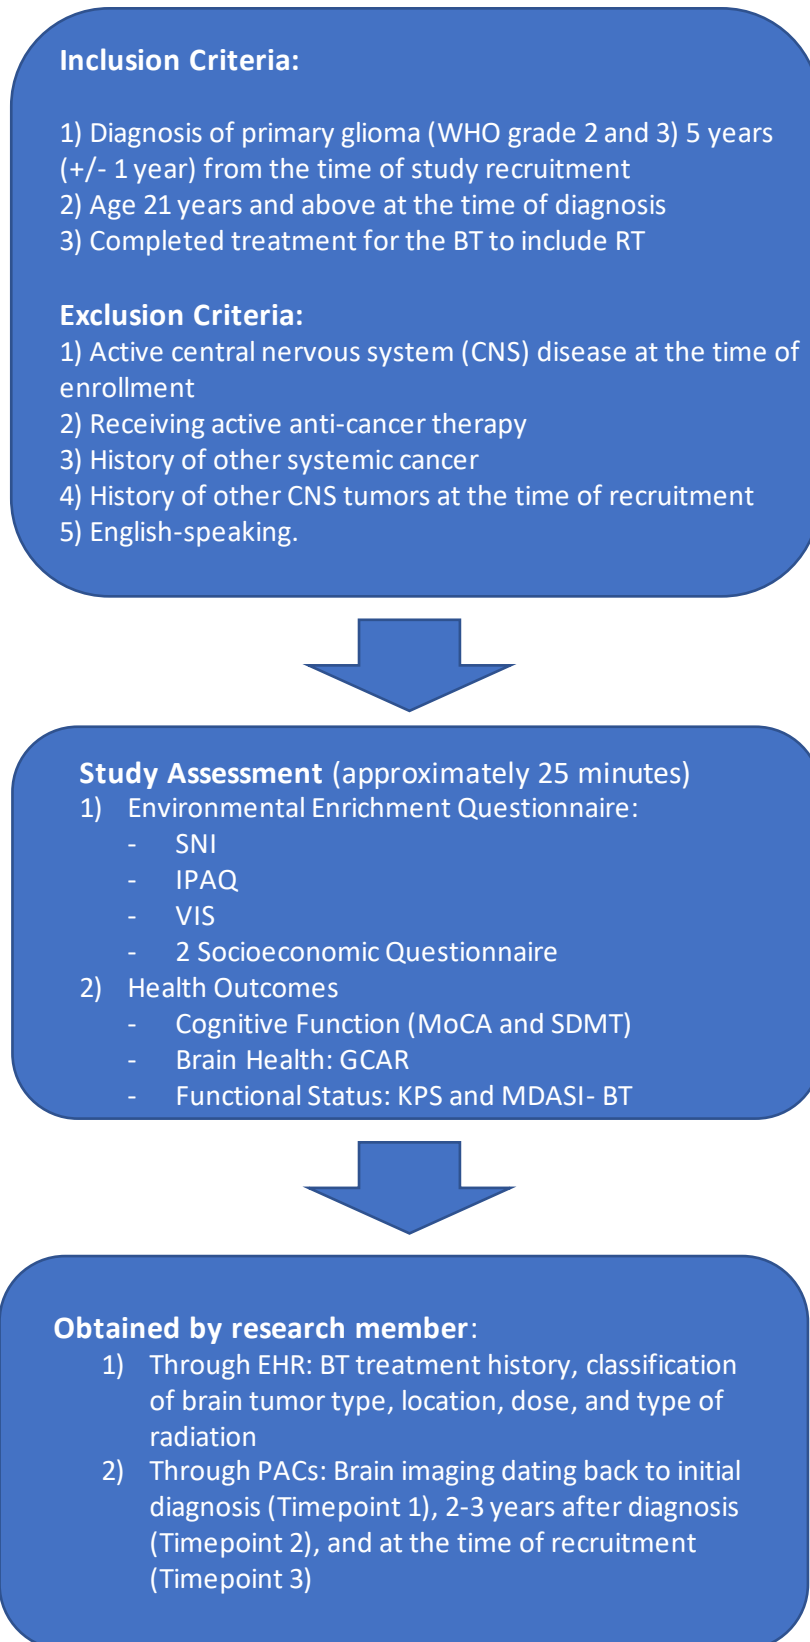 Inclusion Criteria:
1) Diagnosis of primary glioma (WHO grade 2 and 3) 5 years
(+/- 1 year) from the time of study recruitment
2) Age 21 years and above at the time of diagnosis
3) Completed treatment for the BT to include RT
Exclusion Criteria:
1) Active central nervous system (CNS) disease at the time of
enrollment
2) Receiving active anti-cancer therapy
3) History of other systemic cancer
4) History of other CNS tumors at the time of recruitment
5) English-speaking.
Study Assessment (approximately 25 minutes)
1) Environmental Enrichment Questionnaire:
- SNI
- IPAQ
- VIS
- 2 Socioeconomic Questionnaire
2) Health Outcomes
- Cognitive Function (MoCA and SDMT)
- Brain Health: GCAR
- Functional Status: KPS and MDASI- BT
Obtained by research member:
1) Through EHR: BT treatment history, classification
of brain tumor type, location, dose, and type of
radiation
2) Through PACs: Brain imaging dating back to initial
diagnosis (Timepoint 1), 2-3 years after diagnosis
(Timepoint 2), and at the time of recruitment
(Timepoint 3)